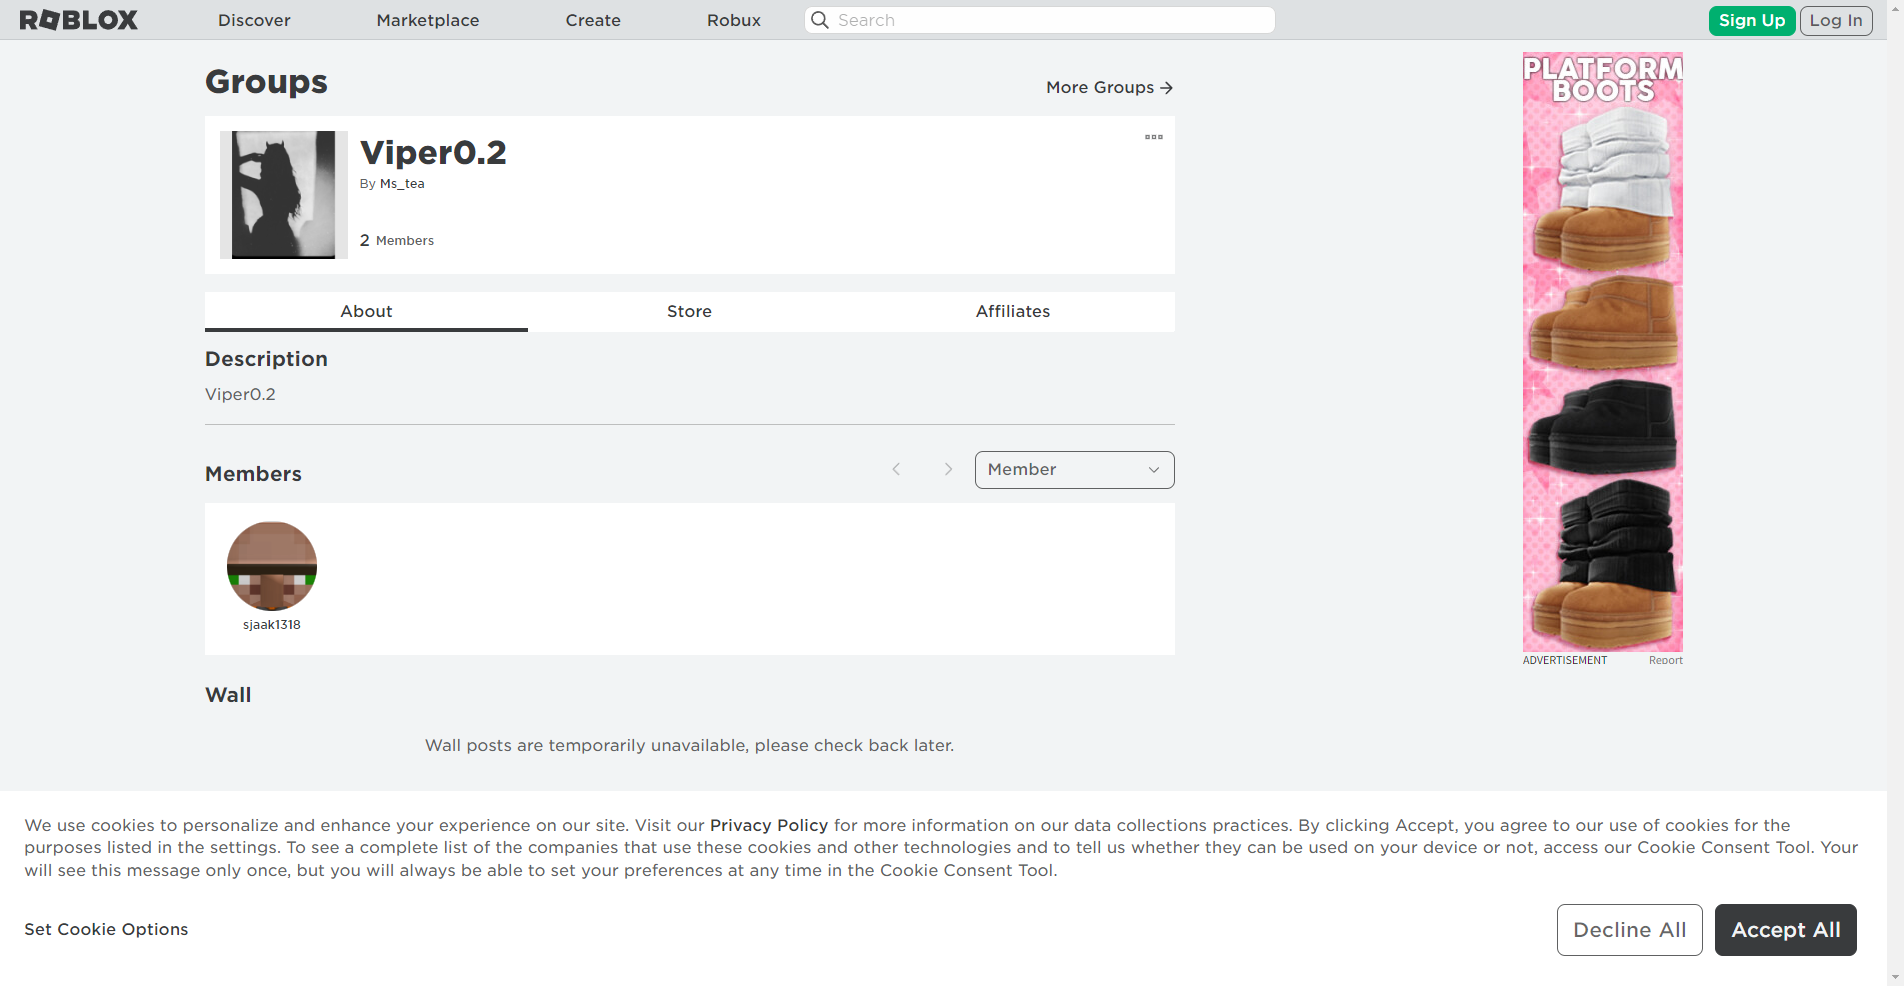 ROBLOX
Discover
Marketplace
Create
Robux
Search
Sign Up
Log In
Groups
More Groups
Viper0.2
By Ms_tea
2 Members
About
Store
Affiliates
Description
Viper0.2
Members
Member
sjaak1318
Wall
Wall posts are temporarily unavailable, please check back later.
PLATFORM
BOOTS
ADVERTISEMENT
Report
We use cookies to personalize and enhance your experience on our site. Visit our Privacy Policy for more information on our data collections practices. By clicking Accept, you agree to our use of cookies for the
purposes listed in the settings. To see a complete list of the companies that use these cookies and other technologies and to tell us whether they can be used on your device or not, access our Cookie Consent Tool. Your
will see this message only once, but you will always be able to set your preferences at any time in the Cookie Consent Tool.
Set Cookie Options
Decline All
Accept All